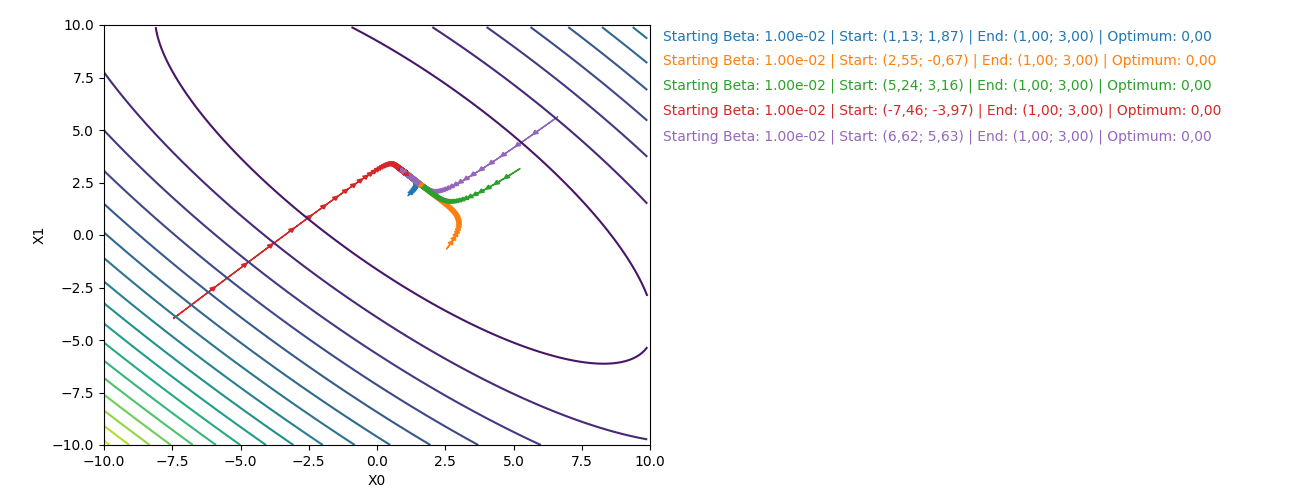 10.0
7.5
5.0
2.5
0.0
−2.5
−5.0
−7.5
−10.0
X1
−10.0 −7.5 −5.0 −2.5 0.0 2.5 5.0 7.5 10.0
X0
Starting Beta: 1.00e-02 | Start: (1,13; 1,87) | End: (1,00; 3,00) | Optimum: 0,00
Starting Beta: 1.00e-02 | Start: (2,55; -0,67) | End: (1,00; 3,00) | Optimum: 0,00
Starting Beta: 1.00e-02 | Start: (5,24; 3,16) | End: (1,00; 3,00) | Optimum: 0,00
Starting Beta: 1.00e-02 | Start: (-7,46; -3,97) | End: (1,00; 3,00) | Optimum: 0,00
Starting Beta: 1.00e-02 | Start: (6,62; 5,63) | End: (1,00; 3,00) | Optimum: 0,00